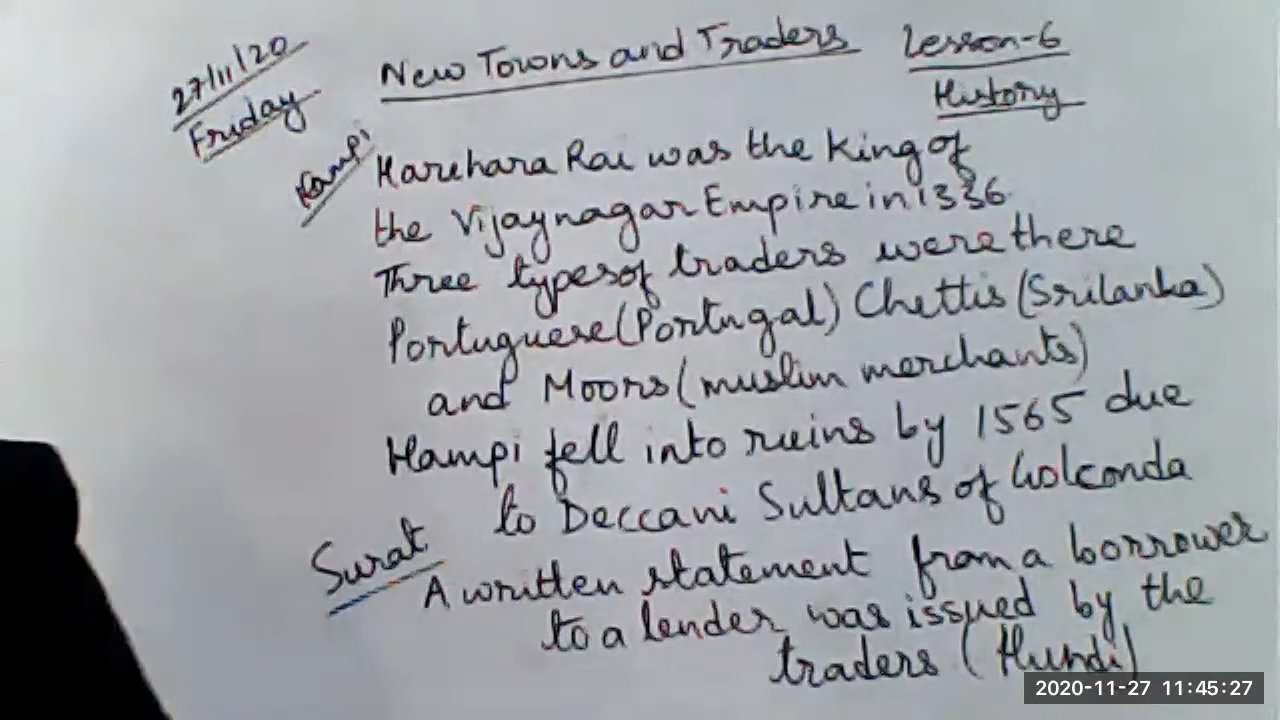 27/11/20
Friday
New Towns and Traders
Lesson-6
History
Hampi
Harihara Rai was the King of
the Vijaynagar Empire in 1336.
Three types of traders were there
Portuguese (Portugal) Chettis (Srilanka)
and Moors (muslim merchants)
Hampi fell into ruins by 1565 due
to Deccani Sultans of Golconda
Surat
A written statement from a borrower
to a lender was issued by the
traders (Hundi)
2020-11-27 11:45:27